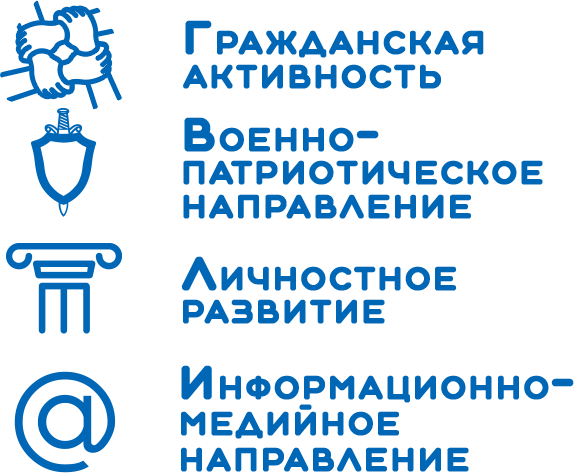 Гражданская
активность
Военно-
патриотическое
направление
Личностное
развитие
Информационно-
медийное
направление